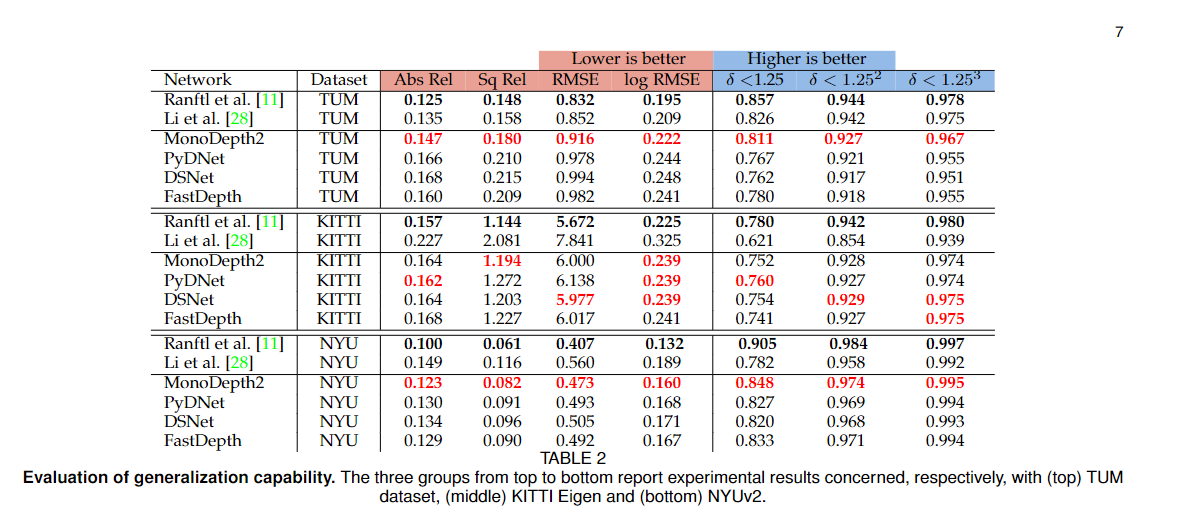 7
Lower is better Higher is better
Network Dataset Abs Rel Sq Rel RMSE log RMSE δ <1.25 δ < 1.25² δ < 1.25³
Ranftl et al. [11] TUM 0.125 0.148 0.832 0.195 0.857 0.944 0.978
Li et al. [28] TUM 0.135 0.158 0.852 0.209 0.826 0.942 0.975
MonoDepth2 TUM 0.147 0.180 0.916 0.222 0.811 0.927 0.967
PyDNet TUM 0.166 0.210 0.978 0.244 0.767 0.921 0.955
DSNet TUM 0.168 0.215 0.994 0.248 0.762 0.917 0.951
FastDepth TUM 0.160 0.209 0.982 0.241 0.780 0.918 0.955
Ranftl et al. [11] KITTI 0.157 1.144 5.672 0.225 0.780 0.942 0.980
Li et al. [28] KITTI 0.227 2.081 7.841 0.325 0.621 0.854 0.939
MonoDepth2 KITTI 0.164 1.194 6.000 0.239 0.752 0.928 0.974
PyDNet KITTI 0.162 1.272 6.138 0.239 0.760 0.927 0.974
DSNet KITTI 0.164 1.203 5.977 0.239 0.754 0.929 0.975
FastDepth KITTI 0.168 1.227 6.017 0.241 0.741 0.927 0.975
Ranftl et al. [11] NYU 0.100 0.061 0.407 0.132 0.905 0.984 0.997
Li et al. [28] NYU 0.149 0.116 0.560 0.189 0.782 0.958 0.992
MonoDepth2 NYU 0.123 0.082 0.473 0.160 0.848 0.974 0.995
PyDNet NYU 0.130 0.091 0.493 0.168 0.827 0.969 0.994
DSNet NYU 0.134 0.096 0.505 0.171 0.820 0.968 0.993
FastDepth NYU 0.129 0.090 0.492 0.167 0.833 0.971 0.994
TABLE 2
Evaluation of generalization capability. The three groups from top to bottom report experimental results concerned, respectively, with (top) TUM
dataset, (middle) KITTI Eigen and (bottom) NYUv2.